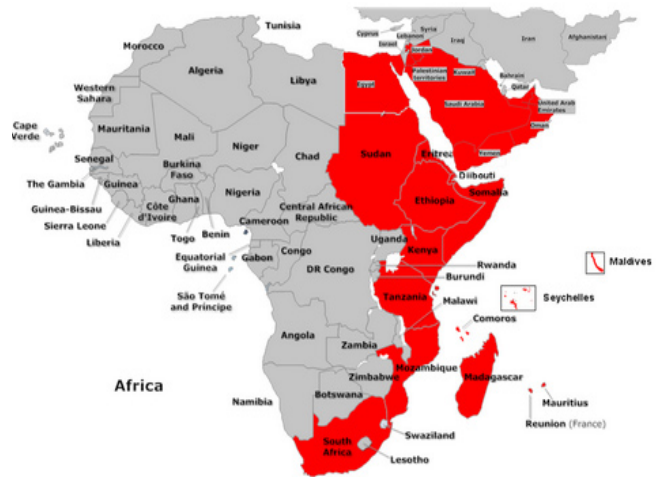 Tunisia
Cyprus
Lebanon
Syria
Israel
Iraq
Iran
Afghanistan
Morocco
Jordan
Algeria
Libya
Egypt
Palestinian
territories
Kuwait
Bahrain
Qatar
Western
Sahara
Saudi Arabia
United Arab
Emirates
Oman
Cape
Verde
Mauritania
Mali
Niger
Chad
Sudan
Eritrea
Yemen
Senegal
The Gambia
Guinea-Bissau
Guinea
Sierra Leone
Liberia
Burkina
Faso
Côte
d'Ivoire
Ghana
Togo
Benin
Nigeria
Cameroon
Central African
Republic
Djibouti
Ethiopia
Somalia
Equatorial
Guinea
São Tomé
and Príncipe
Gabon
Congo
DR Congo
Uganda
Kenya
Rwanda
Burundi
Tanzania
Malawi
Maldives
Seychelles
Comoros
Angola
Zambia
Mozambique
Madagascar
Zimbabwe
Mauritius
Reunion (France)
Africa
Namibia
Botswana
Swaziland
South
Africa
Lesotho